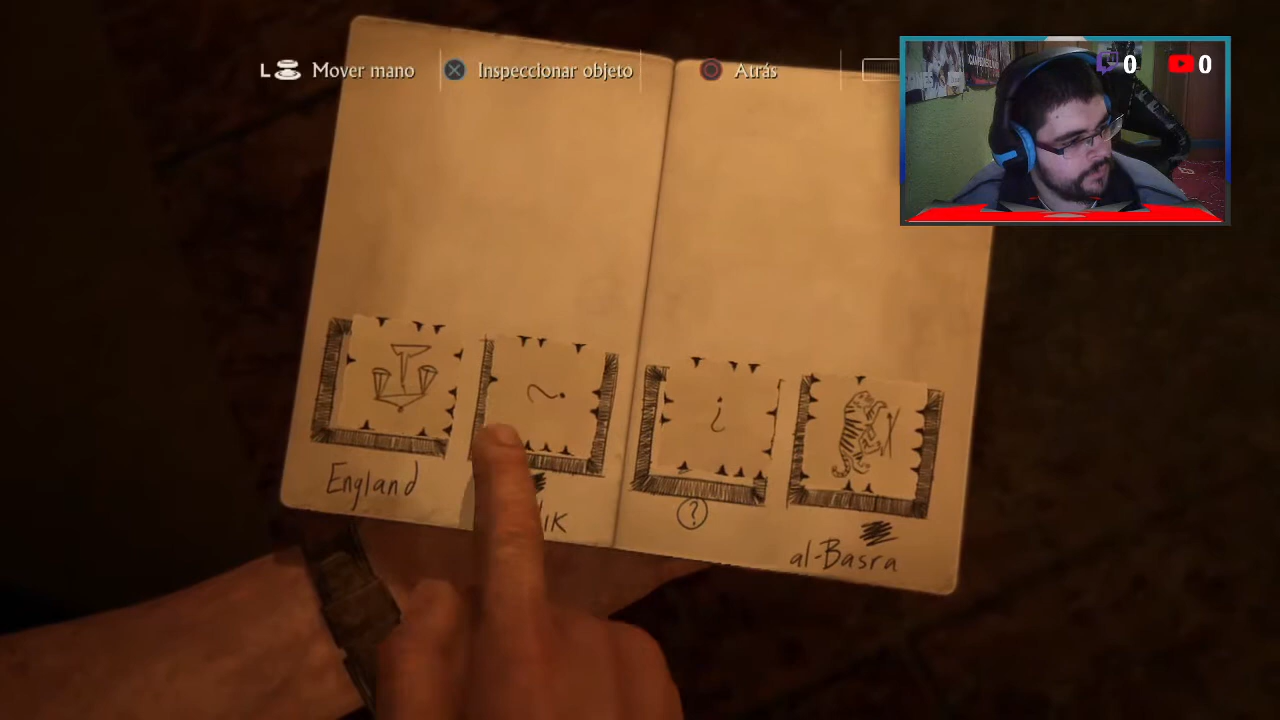 L Mover mano
Inspeccionar objeto
Atrás
0
0
England
?
al-Basra